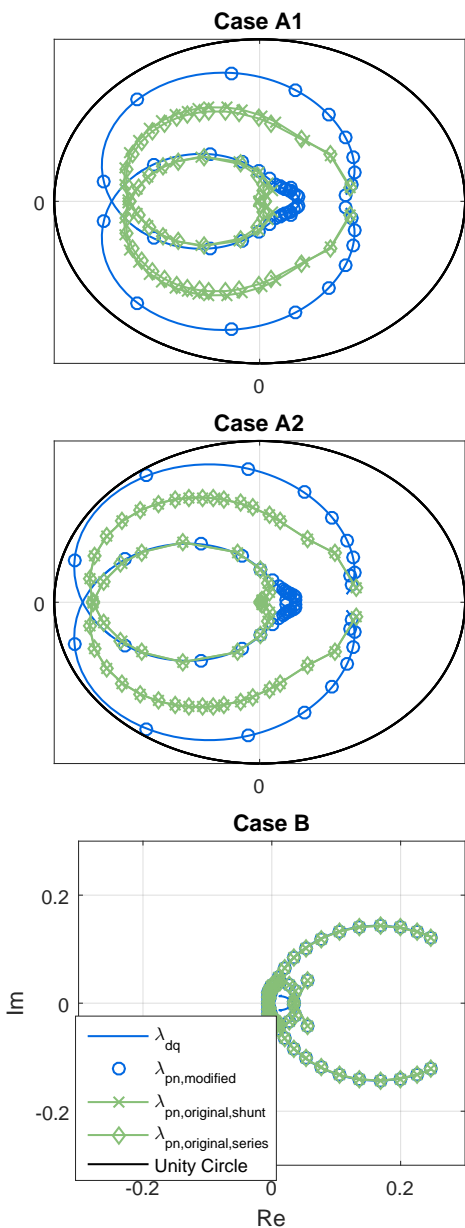 Case A1
0
0
Case A2
0
0
Case B
0.2
0
-0.2
Im
λdq
λpn,modified
λpn,original,shunt
λpn,original,series
Unity Circle
-0.2
0
0.2
Re